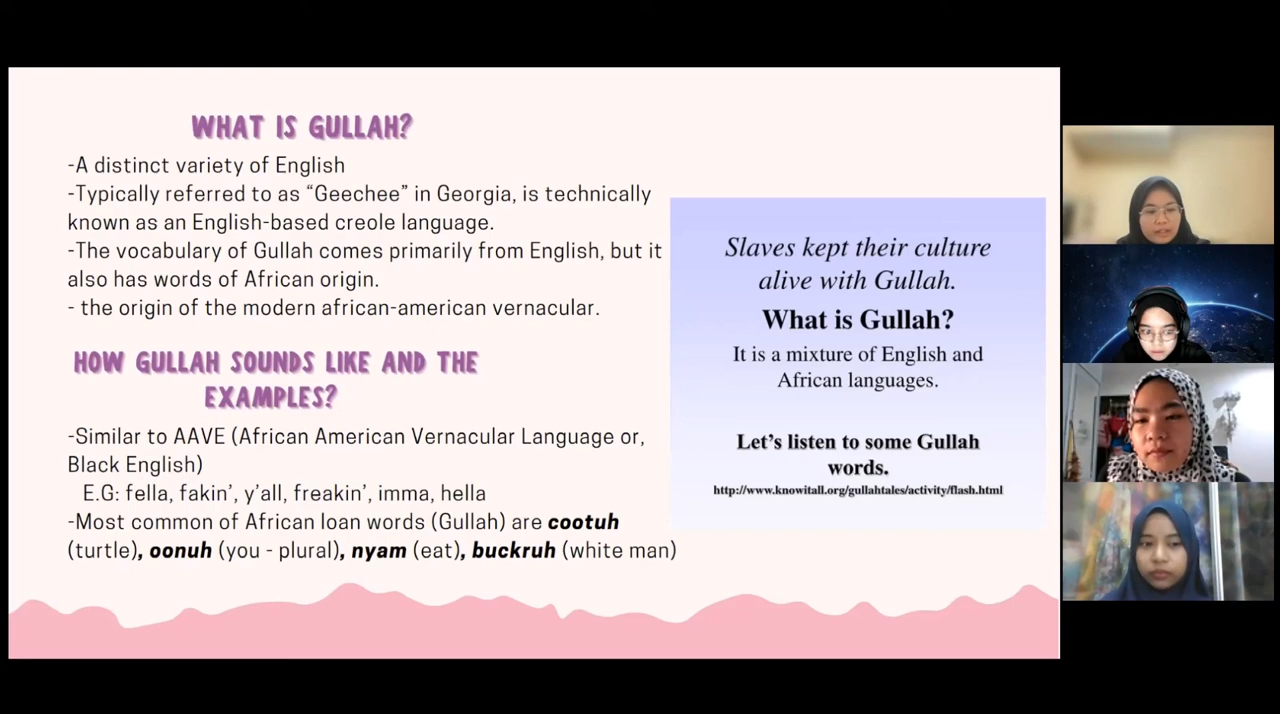 WHAT IS GULLAH?
-A distinct variety of English
-Typically referred to as “Geechee” in Georgia, is technically
known as an English-based creole language.
-The vocabulary of Gullah comes primarily from English, but it
also has words of African origin.
- the origin of the modern african-american vernacular.
HOW GULLAH SOUNDS LIKE AND THE
EXAMPLES?
-Similar to AAVE (African American Vernacular Language or,
Black English)
E.G: fella, fakin’, y’all, freakin’, imma, hella
-Most common of African loan words (Gullah) are cootuh
(turtle), oonuh (you - plural), nyam (eat), buckruh (white man)
Slaves kept their culture
alive with Gullah.
What is Gullah?
It is a mixture of English and
African languages.
Let’s listen to some Gullah
words.
http://www.knowitall.org/gullahtales/activity/flash.html